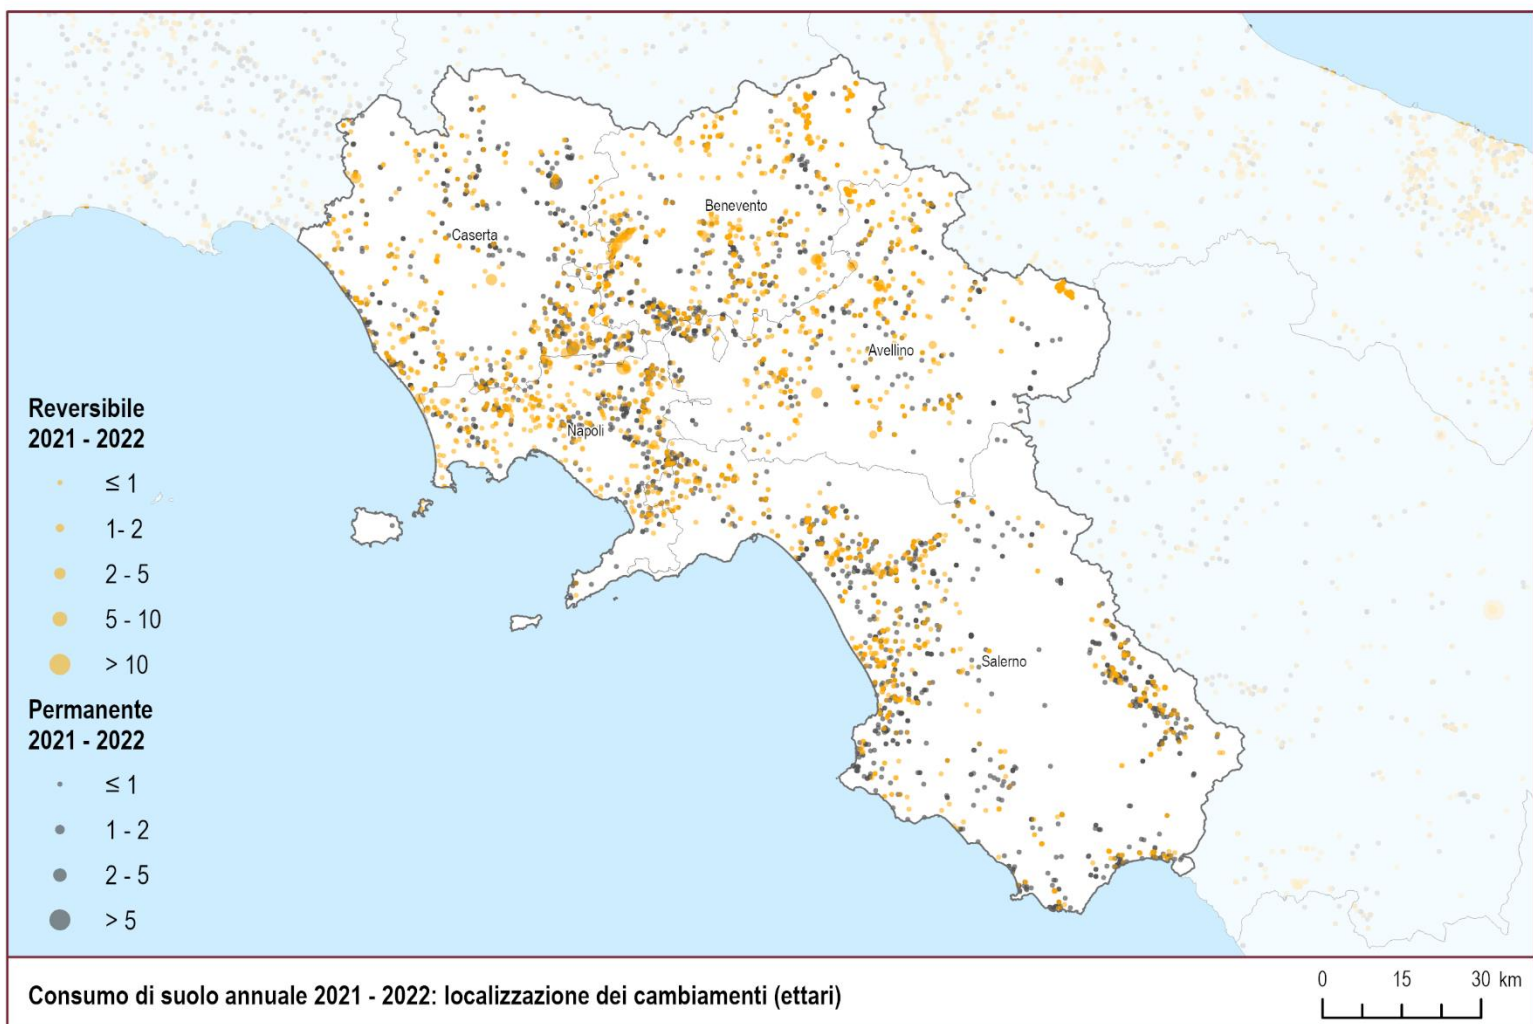 Benevento
Caserta
Avellino
Napoli
Salerno
Reversibile
2021 - 2022
≤ 1
1- 2
2 - 5
5 - 10
> 10
Permanente
2021 - 2022
≤ 1
1 - 2
2 - 5
> 5
0 15 30 km
Consumo di suolo annuale 2021 - 2022: localizzazione dei cambiamenti (ettari)